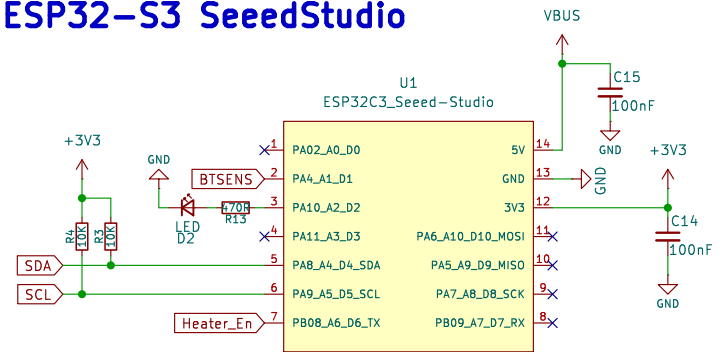 ESP32-S3 SeeedStudio
VBUS
C15
100nF
GND
U1
ESP32C3_Seeed-Studio
+3V3
GND
+3V3
1 PA02_A0_D0 5V 14
BTSENS 2 PA4_A1_D1 GND 13 GND
470R 3 PA10_A2_D2 3V3 12
R13
LED
D2
C14
100nF
GND
R4 10K R3 10K
4 PA11_A3_D3 PA6_A10_D10_MOSI 11
SDA 5 PA8_A4_D4_SDA PA5_A9_D9_MISO 10
SCL 6 PA9_A5_D5_SCL PA7_A8_D8_SCK 9
Heater_En 7 PB08_A6_D6_TX PB09_A7_D7_RX 8